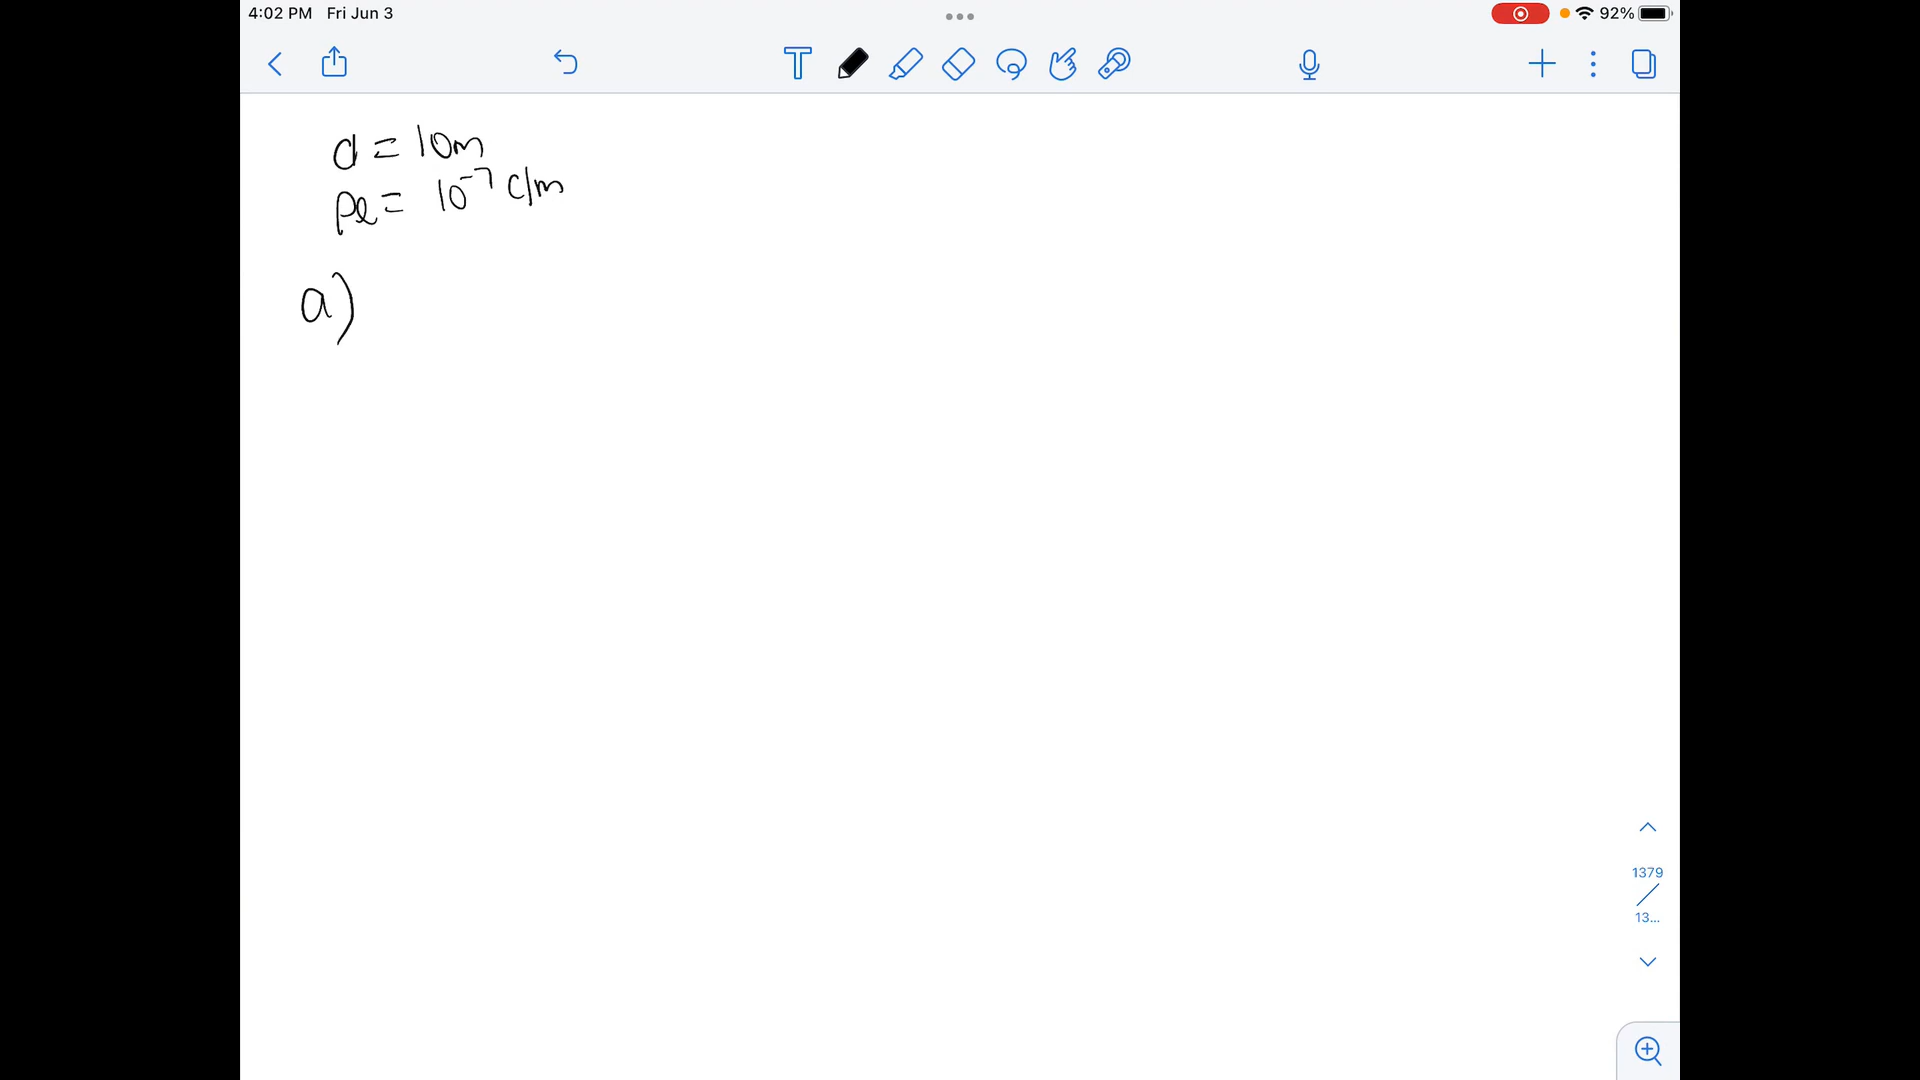 4:02 PM Fri Jun 3
92%
T
d = 10m
ρℓ = 10⁻⁷ C/m
a)
1379
13...